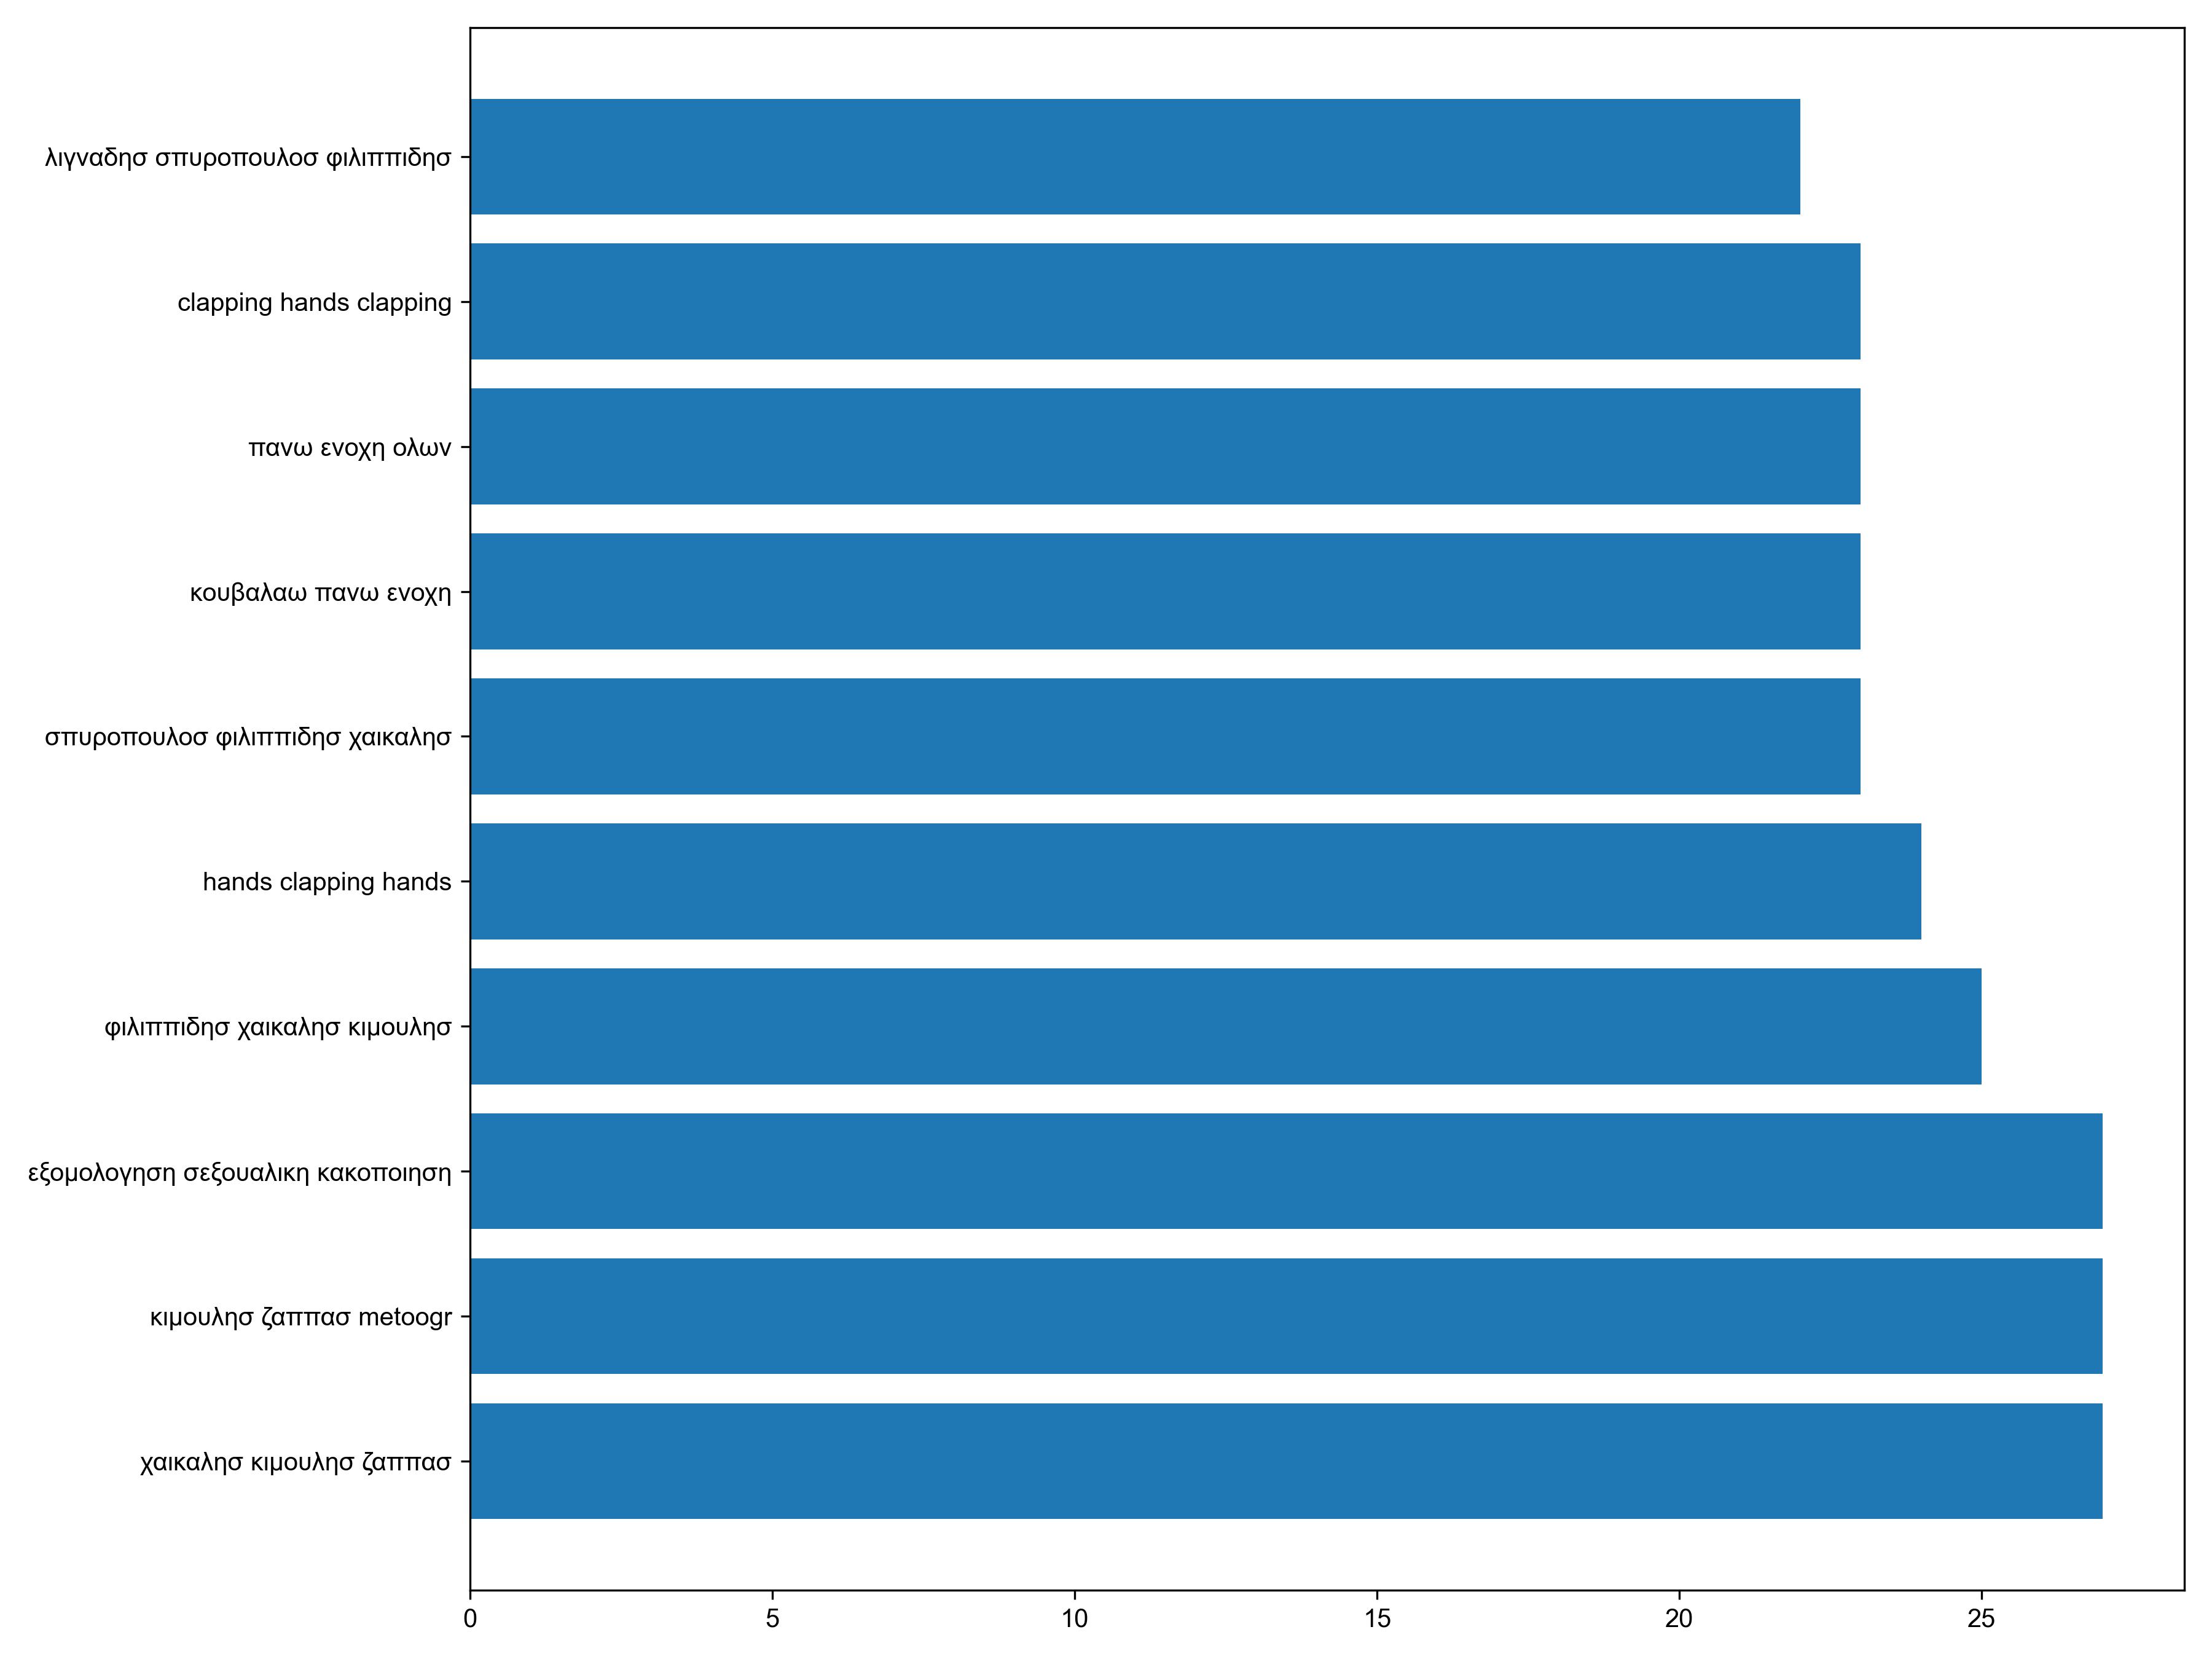 λιγναδησ σπυροπουλοσ φιλιππιδησ
clapping hands clapping
πανω ενοχη ολων
κουβαλαω πανω ενοχη
σπυροπουλοσ φιλιππιδησ χαικαλησ
hands clapping hands
φιλιππιδησ χαικαλησ κιμουλησ
εξομολογηση σεξουαλικη κακοποιηση
κιμουλησ ζαππασ metoogr
χαικαλησ κιμουλησ ζαππασ
0 5 10 15 20 25